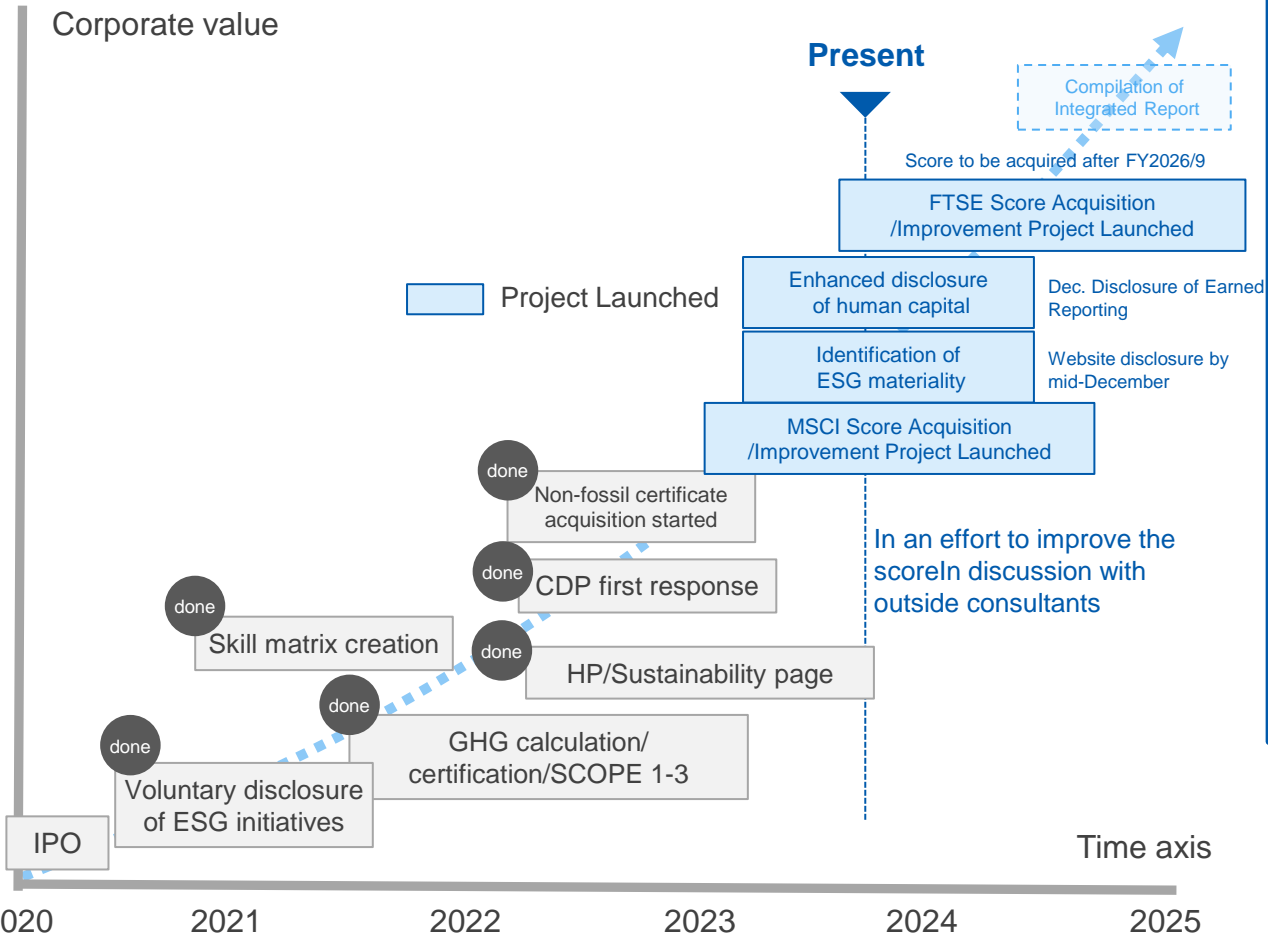 Corporate value
Present
Compilation of
Integrated Report
Score to be acquired after FY2026/9
FTSE Score Acquisition
/Improvement Project Launched
Project Launched
Enhanced disclosure
of human capital
Dec. Disclosure of Earned
Reporting
Identification of
ESG materiality
Website disclosure by
mid-December
MSCI Score Acquisition
/Improvement Project Launched
done
Non-fossil certificate
acquisition started
In an effort to improve the
scoreIn discussion with
outside consultants
done
CDP first response
done
Skill matrix creation
done
HP/Sustainability page
done
GHG calculation/
certification/SCOPE 1-3
done
Voluntary disclosure
of ESG initiatives
IPO
Time axis
020 2021 2022 2023 2024 2025